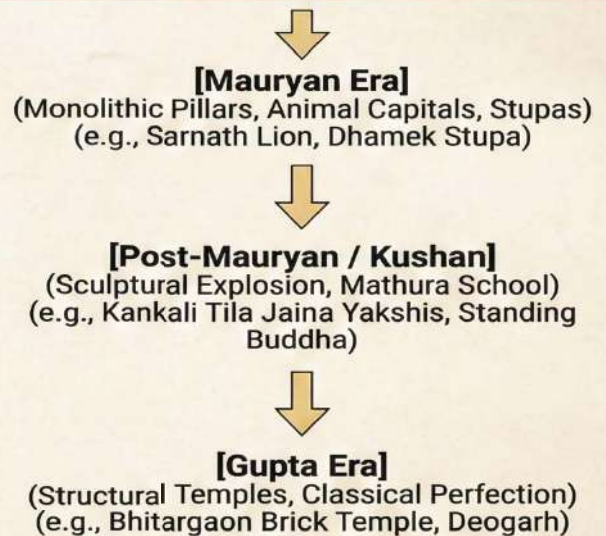 [Mauryan Era]
(Monolithic Pillars, Animal Capitals, Stupas)
(e.g., Sarnath Lion, Dhamek Stupa)
[Post-Mauryan / Kushan]
(Sculptural Explosion, Mathura School)
(e.g., Kankali Tila Jaina Yakshis, Standing
Buddha)
[Gupta Era]
(Structural Temples, Classical Perfection)
(e.g., Bhitargaon Brick Temple, Deogarh)